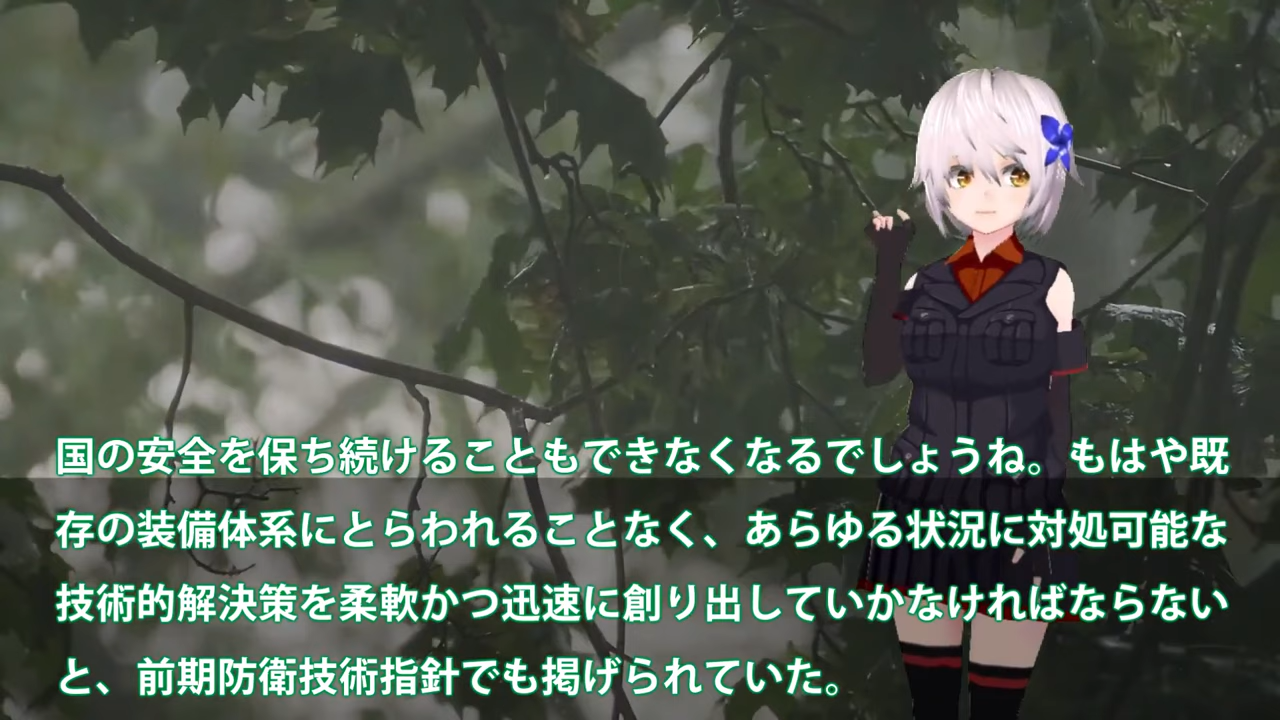 国の安全を保ち続けることもできなくなるでしょうね。もはや既
存の装備体系にとらわれることなく、あらゆる状況に対処可能な
技術的解決策を柔軟かつ迅速に創り出していかなければならない
と、前期防衛技術指針でも掲げられていた。